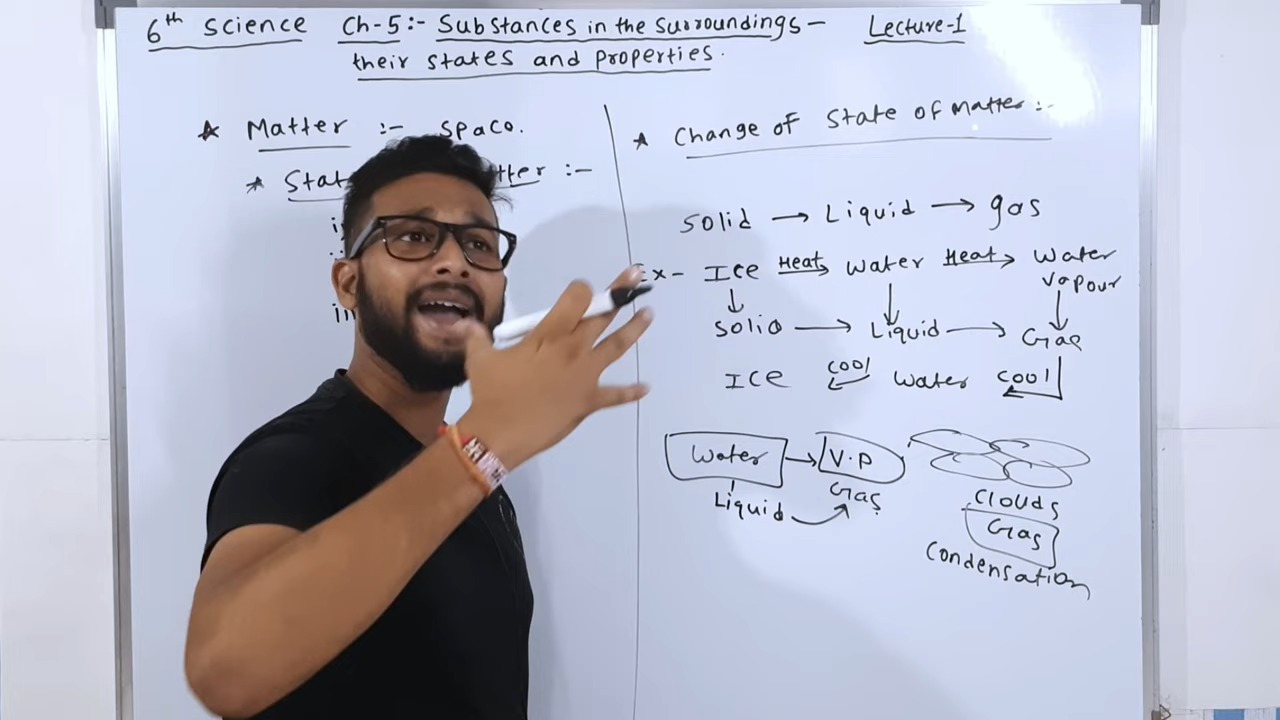 6th Science Ch-5:- Substances in the Surroundings - Lecture-1
their states and properties.
* Matter :- space.
* Stat tter :-
i
ii
* Change of State of Matter :-
Solid → Liquid → gas
Ex- Ice Heat → Water Heat → Water vapour
↓ ↓ ↓
Solid → Liquid → Gas
ICE cool ← Water cool ←
Water → V.P Clouds
Liquid Gas Gas
Condensation